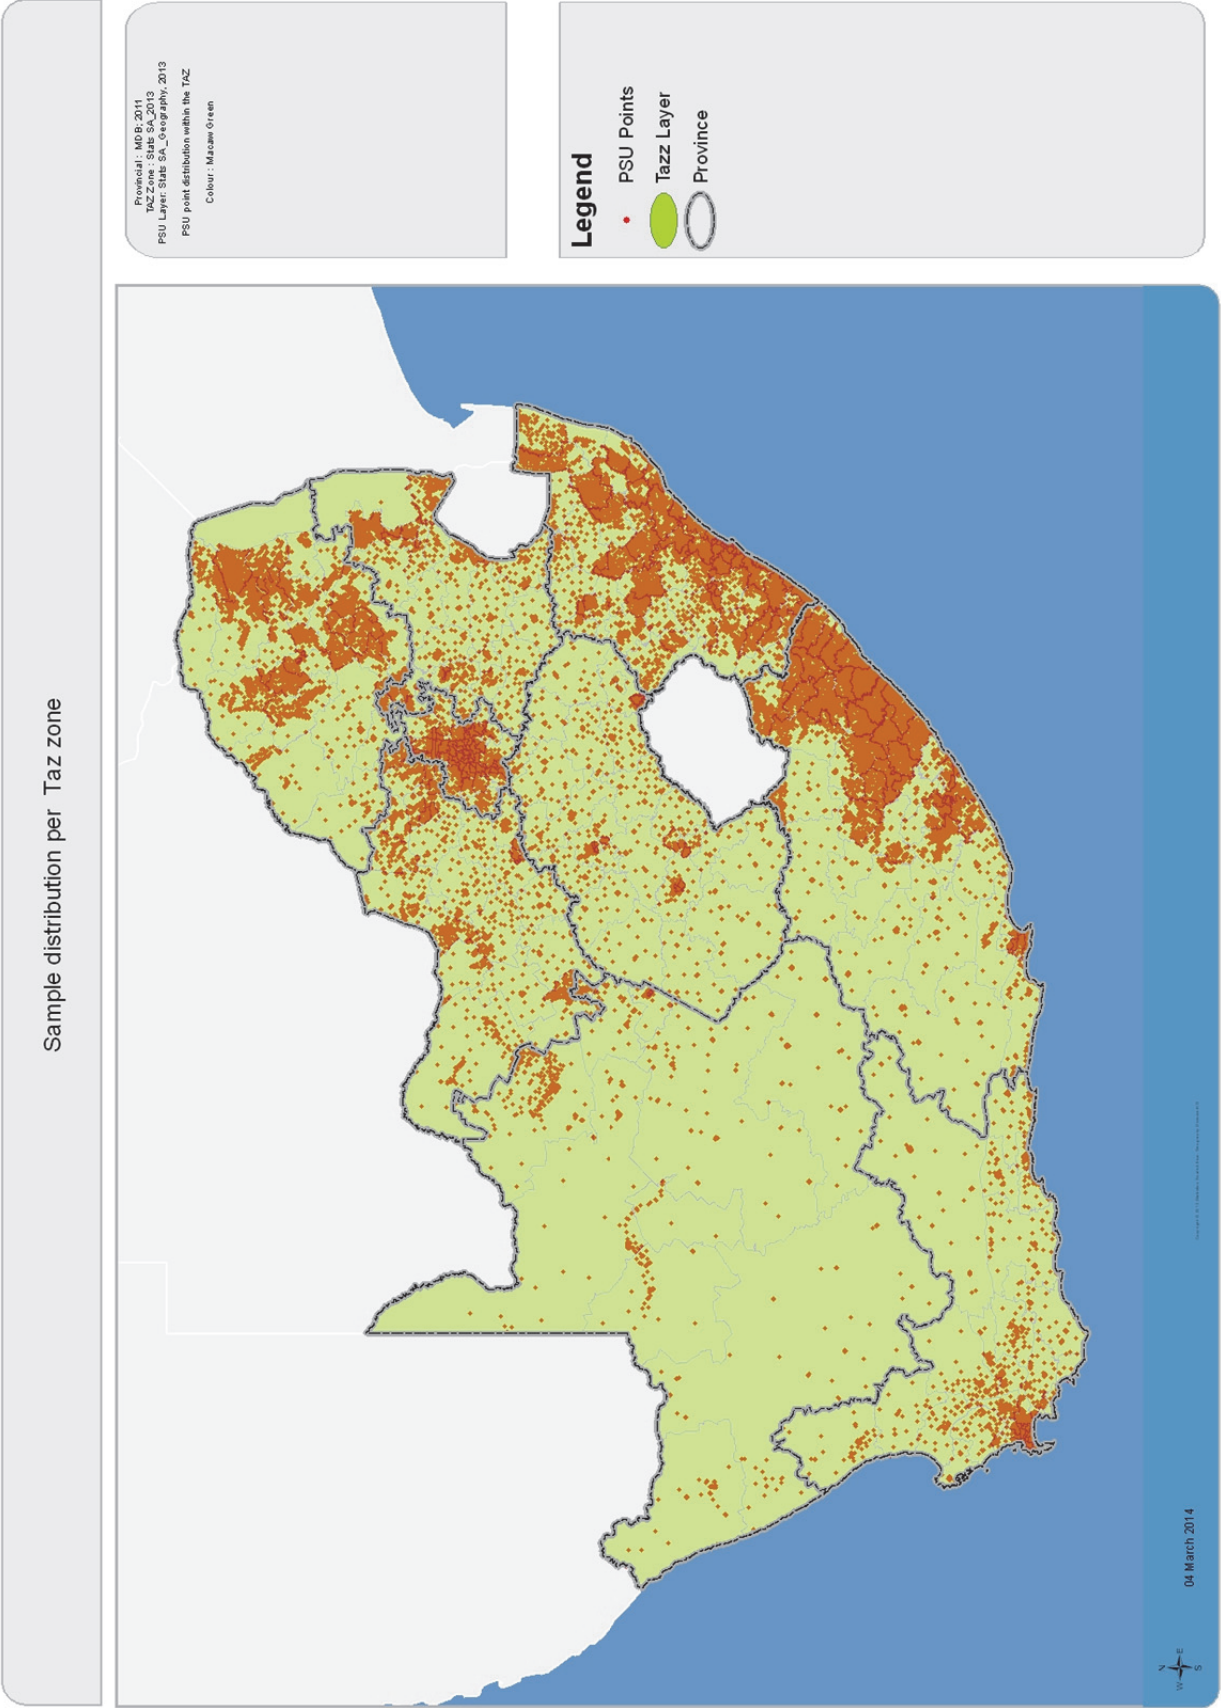 Sample distribution per Taz zone
Provincial : MDB; 2011
TAZ Zone : Stats SA_2013
PSU Layer: Stats SA_Geography, 2013
PSU point distribution within the TAZ
Colour : Macaw Green
Legend
PSU Points
Tazz Layer
Province
04 March 2014
N
W
E
S